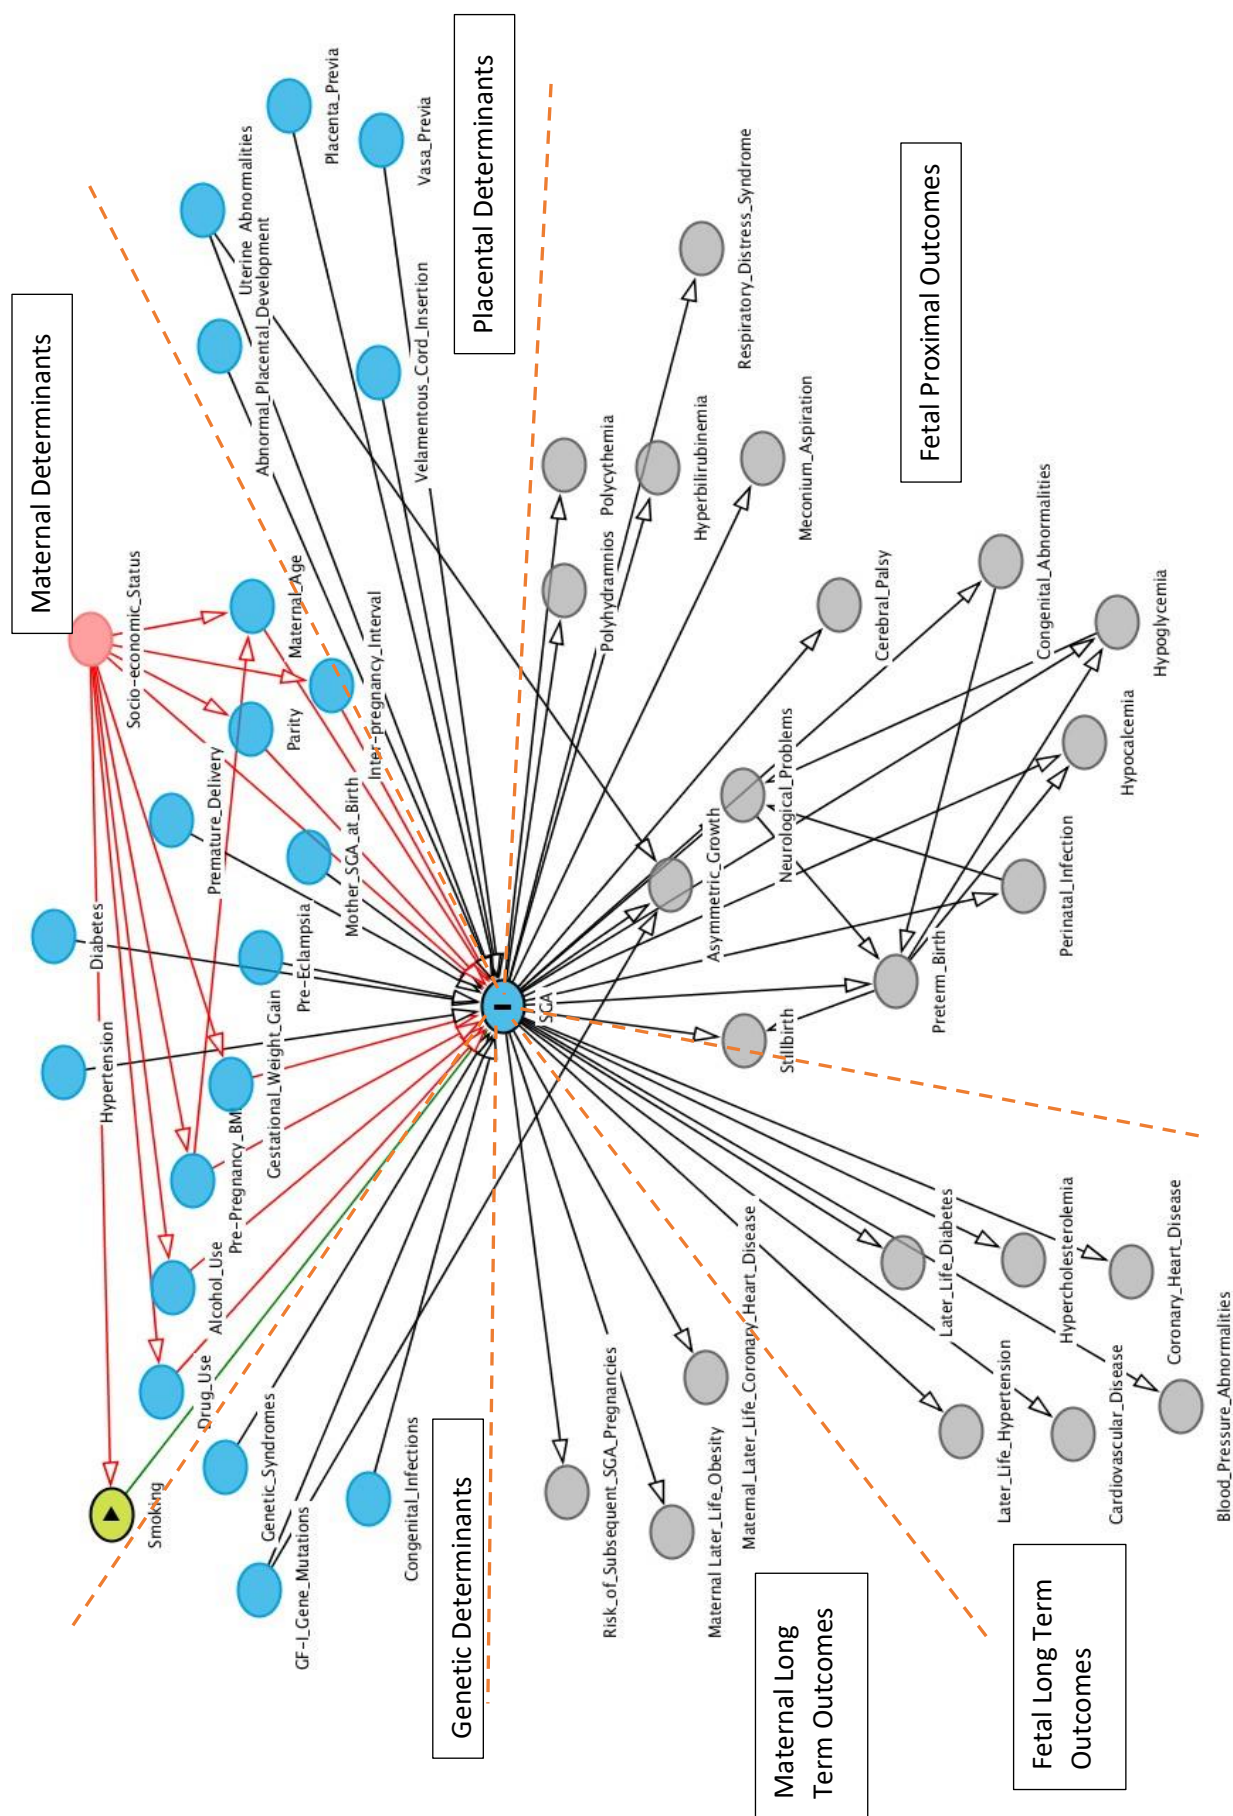 Maternal Determinants
Socio-economic_Status
Diabetes
Hypertension
Premature_Delivery
Parity
Maternal_Age
Inter-pregnancy_Interval
Mother_SGA_at_Birth
Pre-Eclampsia
Gestational_Weight_Gain
Pre-Pregnancy_BMI
Alcohol_Use
Drug_Use
Smoking
Placental Determinants
Uterine_Abnormalities
Abnormal_Placental_Development
Placenta_Previa
Vasa_Previa
Velamentous_Cord_Insertion
Genetic Determinants
Genetic_Syndromes
GF-I_Gene_Mutations
Congenital_Infections
SGA
Fetal Proximal Outcomes
Polycythemia
Polyhydramnios
Hyperbilirubinemia
Respiratory_Distress_Syndrome
Meconium_Aspiration
Cerebral_Palsy
Congenital_Abnormalities
Hypoglycemia
Hypocalcemia
Neurological_Problems
Asymmetric_Growth
Perinatal_Infection
Preterm_Birth
Stillbirth
Maternal Long
Term Outcomes
Risk_of_Subsequent_SGA_Pregnancies
Maternal Later_Life_Obesity
Maternal_Later_Life_Coronary_Heart_Disease
Fetal Long Term
Outcomes
Later_Life_Diabetes
Hypercholesterolemia
Coronary_Heart_Disease
Later_Life_Hypertension
Cardiovascular_Disease
Blood_Pressure_Abnormalities